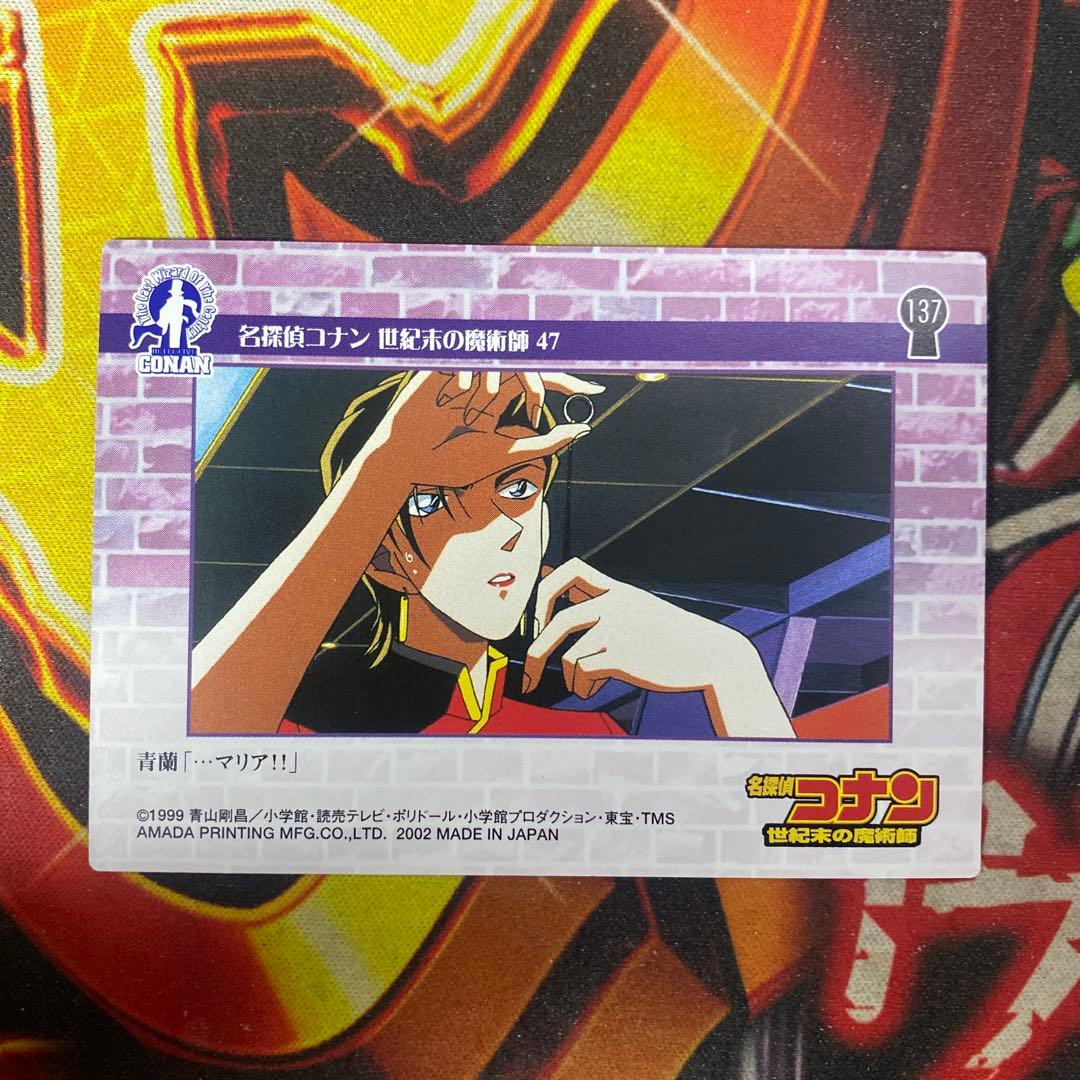 The Last Wizard Of The Century
DETECTIVE
CONAN
名探偵コナン 世紀末の魔術師 47
137
青蘭「…マリア!!」
©1999 青山剛昌／小学館・読売テレビ・ポリドール・小学館プロダクション・東宝・TMS
AMADA PRINTING MFG.CO.,LTD. 2002 MADE IN JAPAN
名探偵
コナン
世紀末の魔術師